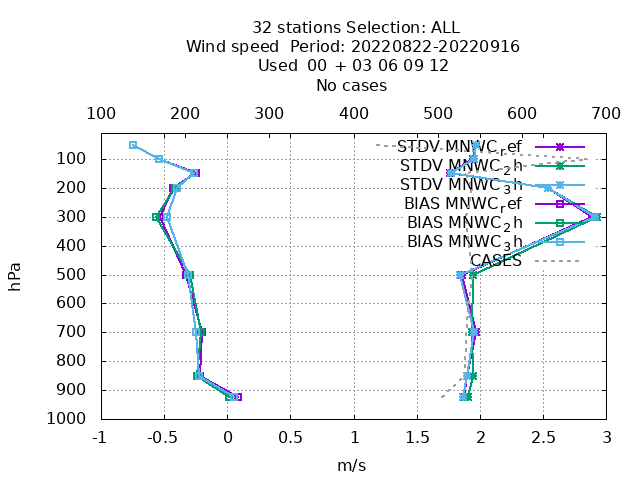 32 stations Selection: ALL
Wind speed  Period: 20220822-20220916
Used  00 + 03 06 09 12
No cases
100 200 300 400 500 600 700
STDV MNWC_ref
STDV MNWC_2h
STDV MNWC_3h
BIAS MNWC_ref
BIAS MNWC_2h
BIAS MNWC_3h
CASES
100
200
300
400
500
600
700
800
900
1000
hPa
-1 -0.5 0 0.5 1 1.5 2 2.5 3
m/s